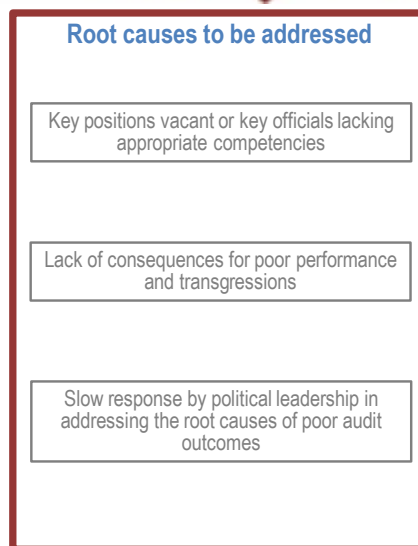 Root causes to be addressed
Key positions vacant or key officials lacking
appropriate competencies
Lack of consequences for poor performance
and transgressions
Slow response by political leadership in
addressing the root causes of poor audit
outcomes